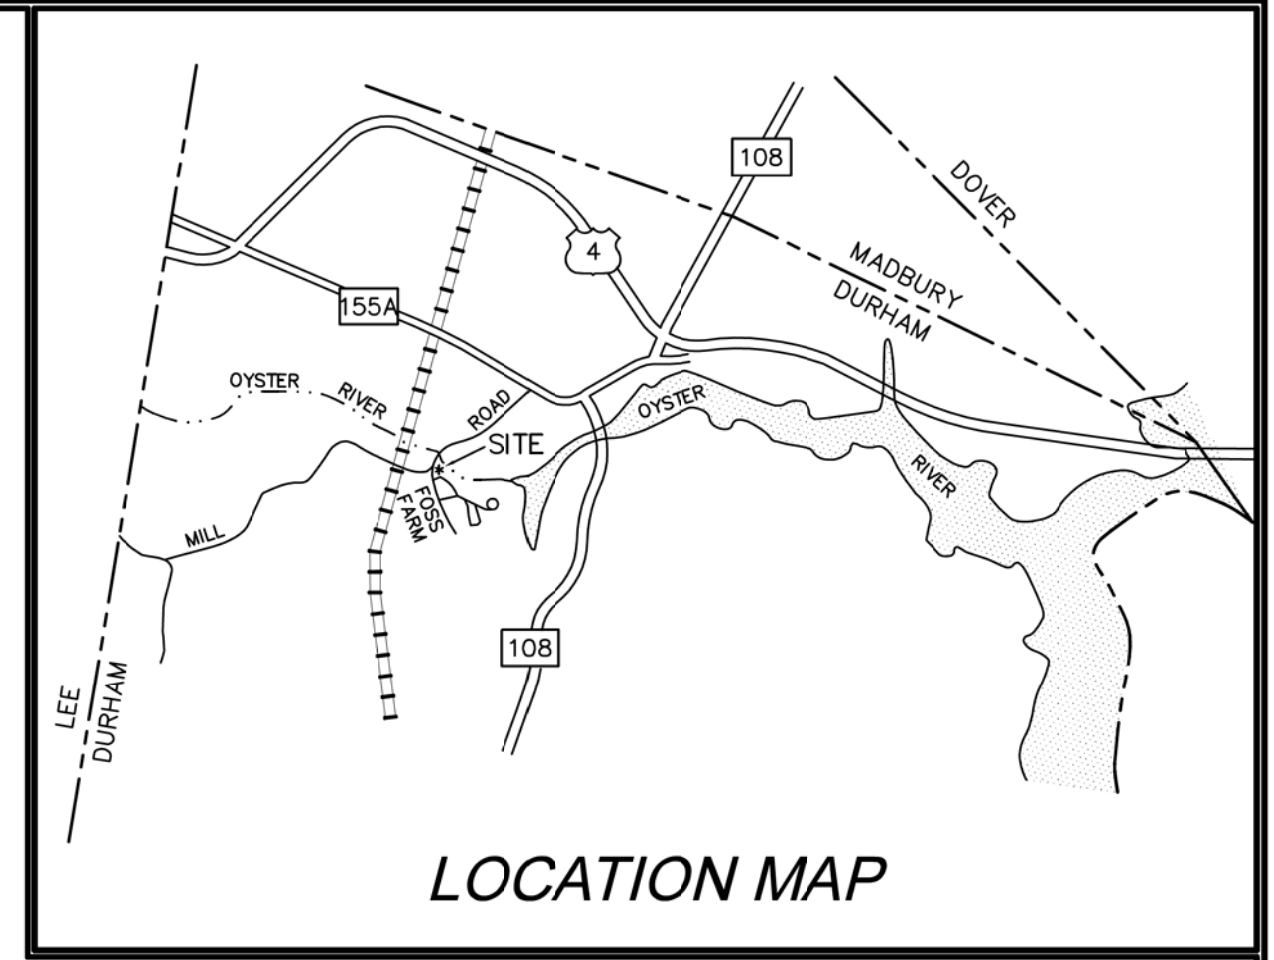 108
DOVER
4
MADBURY
DURHAM
155A
OYSTER
RIVER
ROAD
OYSTER
SITE
RIVER
FOSS
FARM
MILL
108
LEE
DURHAM
LOCATION MAP